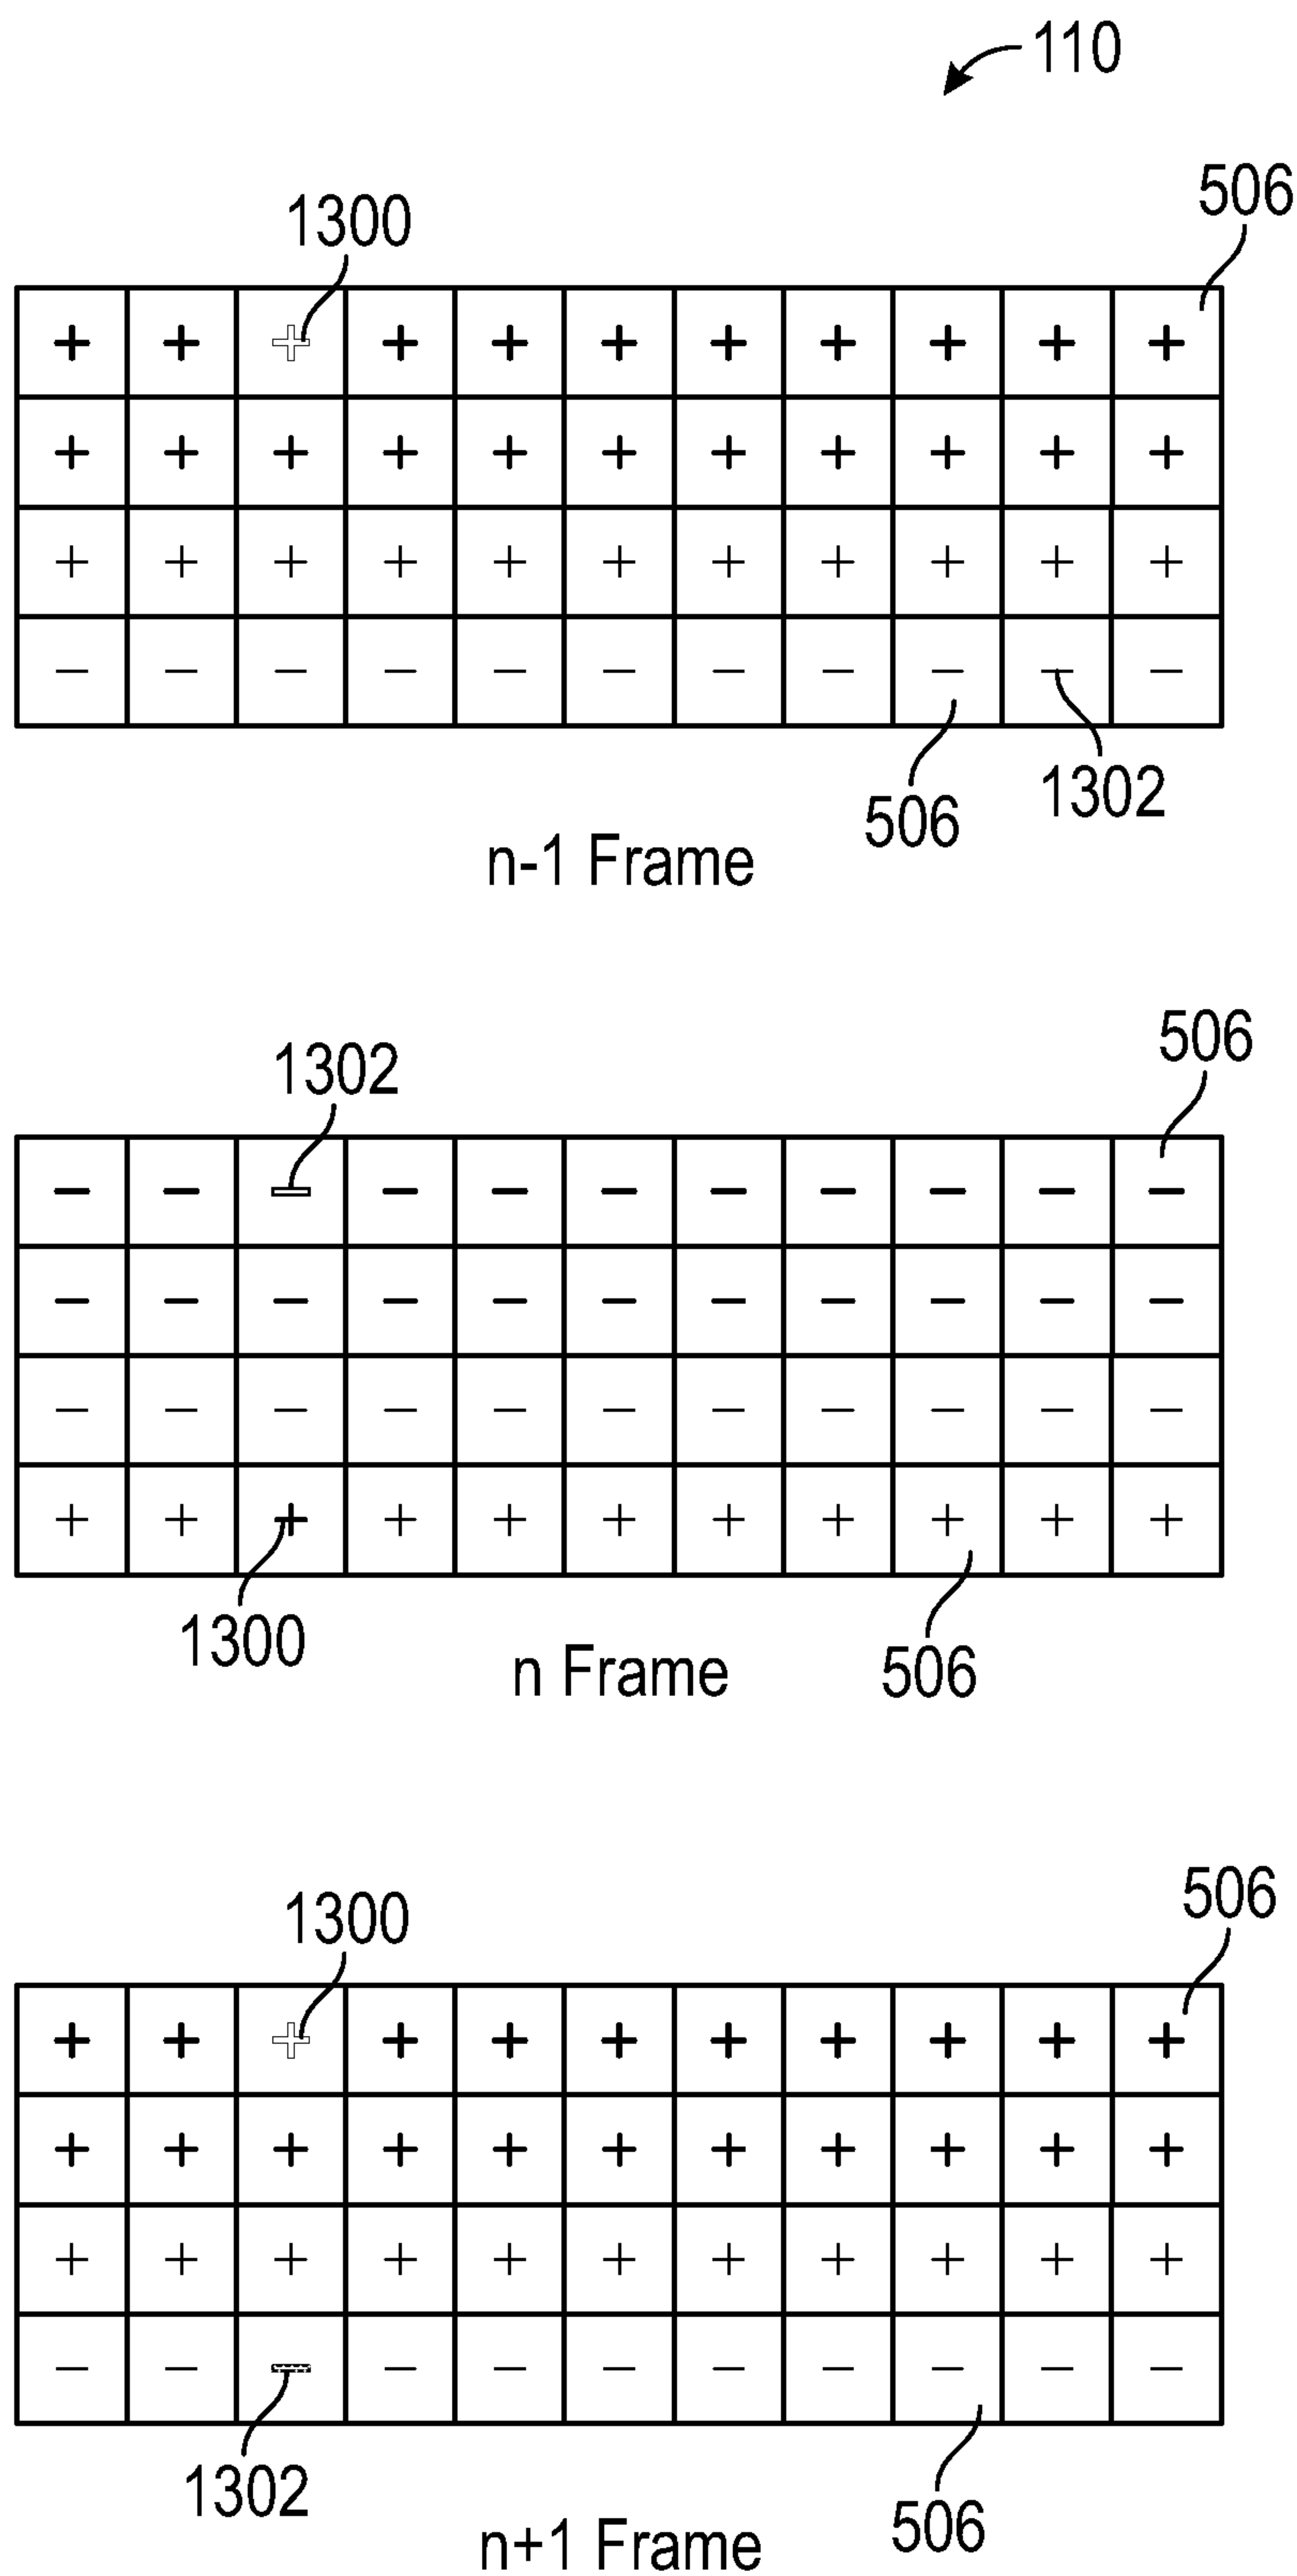 110
506
1300
+ + + + + + + + + + +
+ + + + + + + + + + +
+ + + + + + + + + + +
− − − − − − − − − − −
1302
506
n-1 Frame
506
1302
− − − − − − − − − − −
− − − − − − − − − − −
− − − − − − − − − − −
+ + + + + + + + + + +
1300
506
n Frame
506
1300
+ + + + + + + + + + +
+ + + + + + + + + + +
+ + + + + + + + + + +
− − − − − − − − − − −
1302
506
n+1 Frame